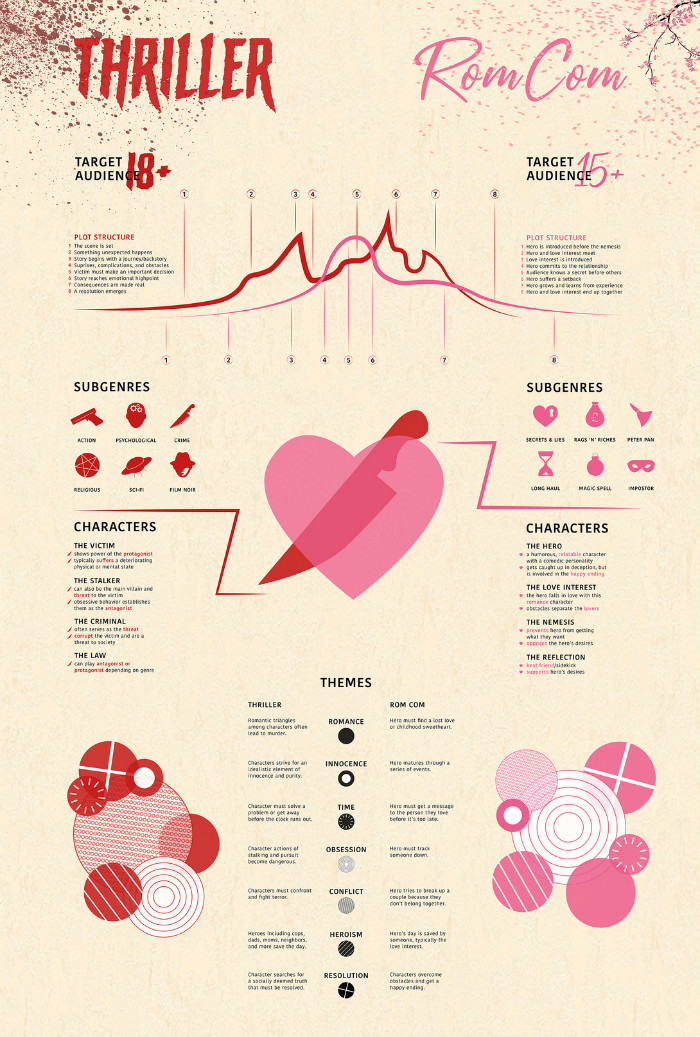 THRILLER
Rom Com
TARGET
AUDIENCE 18+
TARGET
AUDIENCE 15+
1 2 3 4 5 6 7 8
PLOT STRUCTURE
1 The scene is set
2 Something unexpected happens
3 Story begins with a journey/backstory
4 Suprises, complications, and obstacles
5 Victim must make an important decision
6 Story reaches emotional highpoint
7 Consequences are made real
8 A resolution emerges
PLOT STRUCTURE
1 Hero is introduced before the nemesis
2 Hero and love interest meet
3 Love interest is introduced
4 Hero commits to the relationship
5 Audience knows a secret before others
6 Hero suffers a setback
7 Hero grows and learns from experience
8 Hero and love interest end up together
1 2 3 4 5 6 7 8
SUBGENRES
ACTION
PSYCHOLOGICAL
CRIME
RELIGIOUS
SCI-FI
FILM NOIR
SUBGENRES
SECRETS & LIES
RAGS 'N' RICHES
PETER PAN
LONG HAUL
MAGIC SPELL
IMPOSTOR
CHARACTERS
THE VICTIM
shows power of the protagonist
typically suffers a deteriorating
physical or mental state
THE STALKER
can also be the main villain and
threat to the victim
obsessive behavior establishes
them as the antagonist
THE CRIMINAL
often serves as the threat
corrupt the victim and are a
threat to society
THE LAW
can play antagonist or
protagonist depending on genre
CHARACTERS
THE HERO
a humorous, relatable character
with a comedic personality
gets caught up in deception, but
is involved in the happy ending
THE LOVE INTEREST
the hero falls in love with this
romance character
obstacles separate the lovers
THE NEMESIS
prevents hero from getting
what they want
opposes the hero's desires
THE REFLECTION
best friend/sidekick
supports hero's desires
THEMES
THRILLER
ROM COM
Romantic triangles
among characters often
lead to murder.
ROMANCE
Hero must find a lost love
or childhood sweetheart.
Characters strive for an
idealistic element of
innocence and purity.
INNOCENCE
Hero matures through a
series of events.
Character must solve a
problem or get away
before the clock runs out.
TIME
Hero must get a message
to the person they love
before it's too late.
Character actions of
stalking and pursuit
become dangerous.
OBSESSION
Hero must track
someone down.
Characters must confront
and fight terror.
CONFLICT
Hero tries to break up a
couple because they
don't belong together.
Heroes including cops,
dads, moms, neighbors,
and more save the day.
HEROISM
Hero's day is saved by
someone, typically the
love interest.
Character searches for
a socially deemed truth
that must be resolved.
RESOLUTION
Characters overcome
obstacles and get a
happy ending.